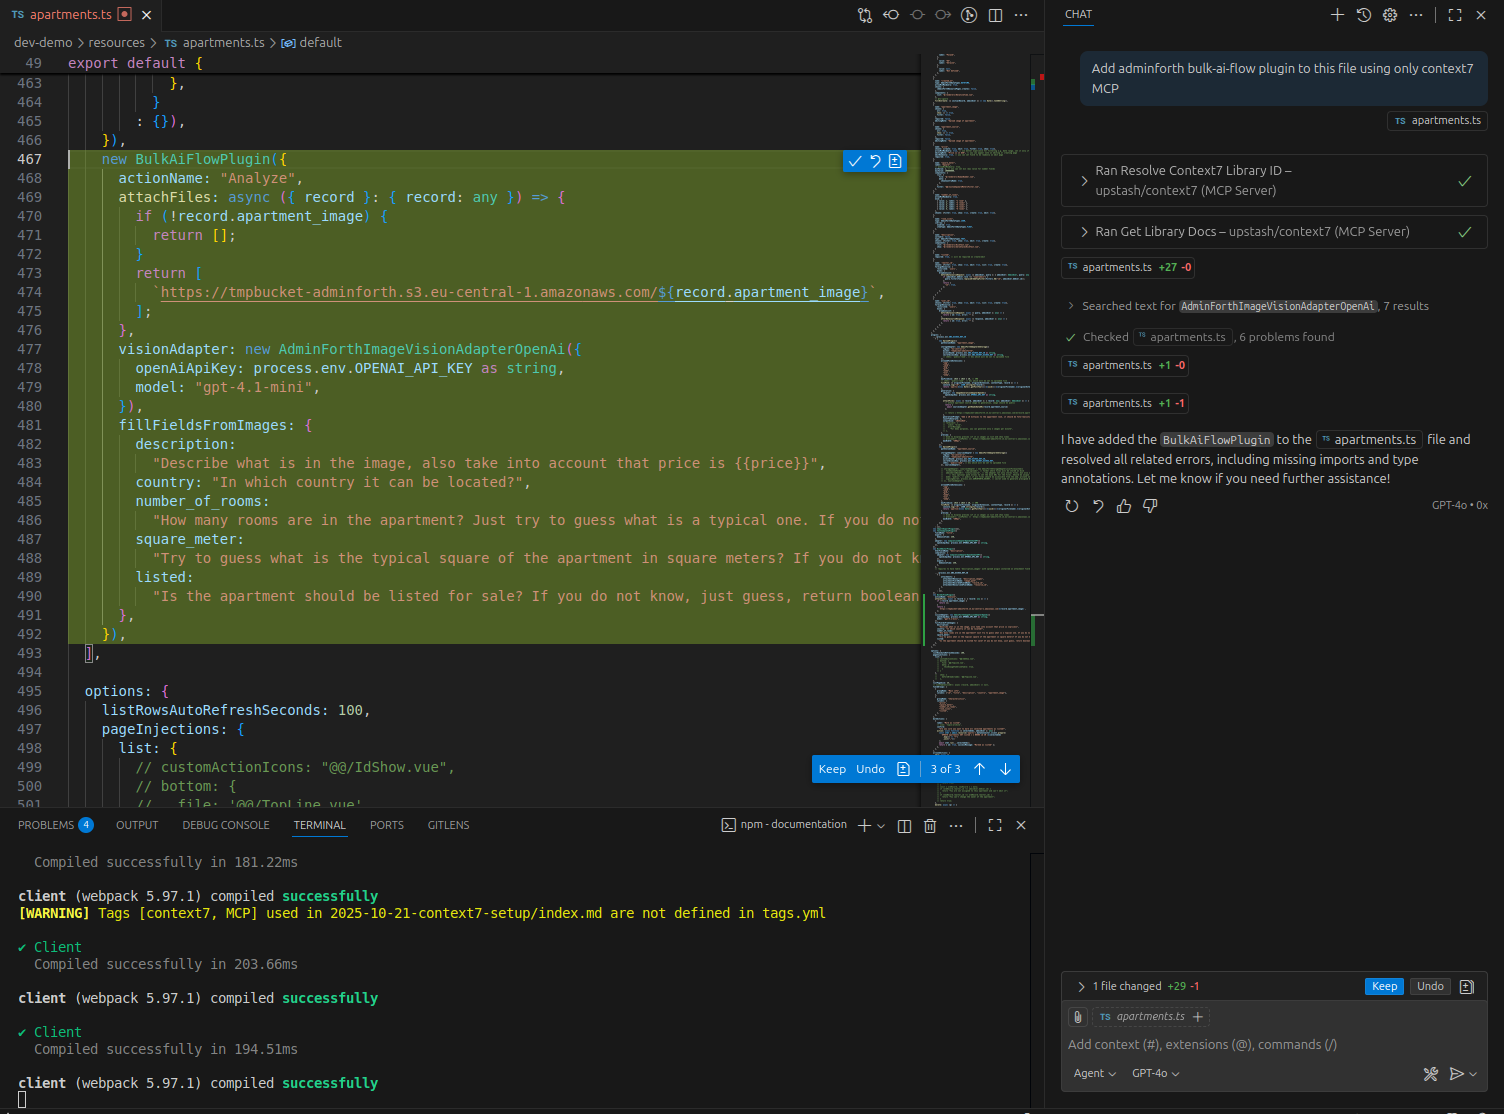 TS apartments.ts
dev-demo > resources > TS apartments.ts > default
49 export default {
463 },
464 }
465 : {}),
466 }),
467 new BulkAiFlowPlugin({
468 actionName: "Analyze",
469 attachFiles: async ({ record }: { record: any }) => {
470 if (!record.apartment_image) {
471 return [];
472 }
473 return [
474 `https://tmpbucket-adminforth.s3.eu-central-1.amazonaws.com/${record.apartment_image}`,
475 ];
476 },
477 visionAdapter: new AdminForthImageVisionAdapterOpenAi({
478 openAiApiKey: process.env.OPENAI_API_KEY as string,
479 model: "gpt-4.1-mini",
480 }),
481 fillFieldsFromImages: {
482 description:
483 "Describe what is in the image, also take into account that price is {{price}}",
484 country: "In which country it can be located?",
485 number_of_rooms:
486 "How many rooms are in the apartment? Just try to guess what is a typical one. If you do no
487 square_meter:
488 "Try to guess what is the typical square of the apartment in square meters? If you do not k
489 listed:
490 "Is the apartment should be listed for sale? If you do not know, just guess, return boolean
491 },
492 }),
493 ],
494
495 options: {
496 listRowsAutoRefreshSeconds: 100,
497 pageInjections: {
498 list: {
499 // customActionIcons: "@@/IdShow.vue",
500 // bottom: {
501 // file: '@@/TopLine.vue'
Keep Undo 3 of 3
PROBLEMS 4 OUTPUT DEBUG CONSOLE TERMINAL PORTS GITLENS
npm - documentation
Compiled successfully in 181.22ms
client (webpack 5.97.1) compiled successfully
[WARNING] Tags [context7, MCP] used in 2025-10-21-context7-setup/index.md are not defined in tags.yml
✔ Client
Compiled successfully in 203.66ms
client (webpack 5.97.1) compiled successfully
✔ Client
Compiled successfully in 194.51ms
client (webpack 5.97.1) compiled successfully
CHAT
Add adminforth bulk-ai-flow plugin to this file using only context7
MCP
TS apartments.ts
Ran Resolve Context7 Library ID –
upstash/context7 (MCP Server)
Ran Get Library Docs – upstash/context7 (MCP Server)
TS apartments.ts +27 -0
Searched text for AdminForthImageVisionAdapterOpenAi, 7 results
Checked TS apartments.ts, 6 problems found
TS apartments.ts +1 -0
TS apartments.ts +1 -1
I have added the BulkAiFlowPlugin to the TS apartments.ts file and
resolved all related errors, including missing imports and type
annotations. Let me know if you need further assistance!
GPT-4o • 0x
1 file changed +29 -1 Keep Undo
TS apartments.ts +
Add context (#), extensions (@), commands (/)
Agent GPT-4o